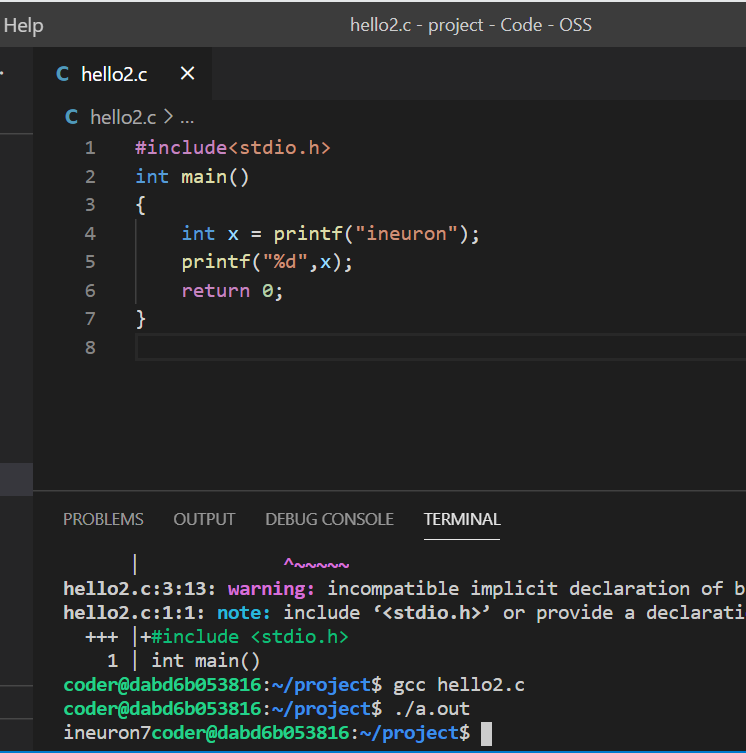 Help
hello2.c - project - Code - OSS
C hello2.c ×
C hello2.c > ...
1 #include<stdio.h>
2 int main()
3 {
4     int x = printf("ineuron");
5     printf("%d",x);
6     return 0;
7 }
8
PROBLEMS OUTPUT DEBUG CONSOLE TERMINAL
      |             ^~~~~~
hello2.c:3:13: warning: incompatible implicit declaration of b
hello2.c:1:1: note: include ‘<stdio.h>’ or provide a declarati
  +++ |+#include <stdio.h>
    1 | int main()
coder@dabd6b053816:~/project$ gcc hello2.c
coder@dabd6b053816:~/project$ ./a.out
ineuron7coder@dabd6b053816:~/project$